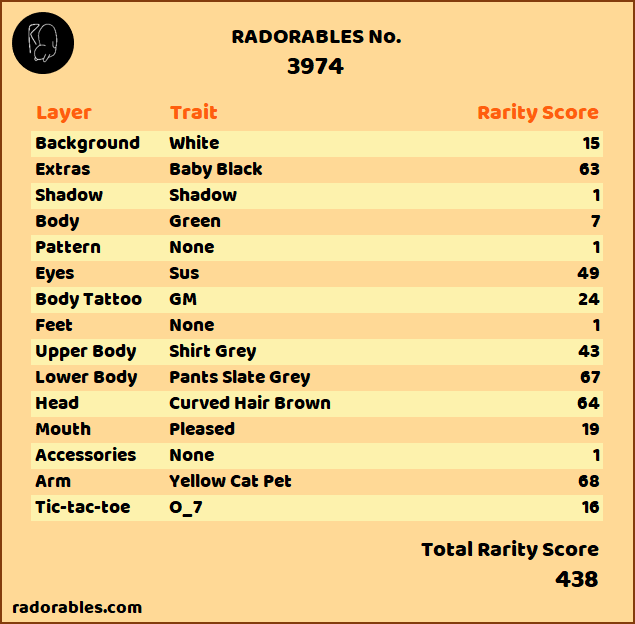 RADORABLES No.
3974
Layer Trait Rarity Score
Background White 15
Extras Baby Black 63
Shadow Shadow 1
Body Green 7
Pattern None 1
Eyes Sus 49
Body Tattoo GM 24
Feet None 1
Upper Body Shirt Grey 43
Lower Body Pants Slate Grey 67
Head Curved Hair Brown 64
Mouth Pleased 19
Accessories None 1
Arm Yellow Cat Pet 68
Tic-tac-toe O_7 16
Total Rarity Score
438
radorables.com